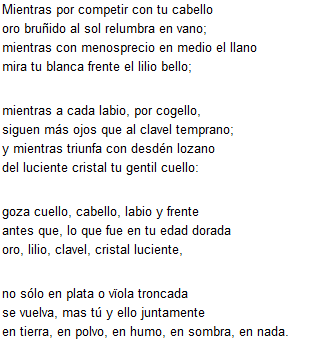 Mientras por competir con tu cabello
oro bruñido al sol relumbra en vano;
mientras con menosprecio en medio el llano
mira tu blanca frente el lilio bello;
mientras a cada labio, por cogello,
siguen más ojos que al clavel temprano;
y mientras triunfa con desdén lozano
del luciente cristal tu gentil cuello:
goza cuello, cabello, labio y frente
antes que, lo que fue en tu edad dorada
oro, lilio, clavel, cristal luciente,
no sólo en plata o vïola troncada
se vuelva, mas tú y ello juntamente
en tierra, en polvo, en humo, en sombra, en nada.